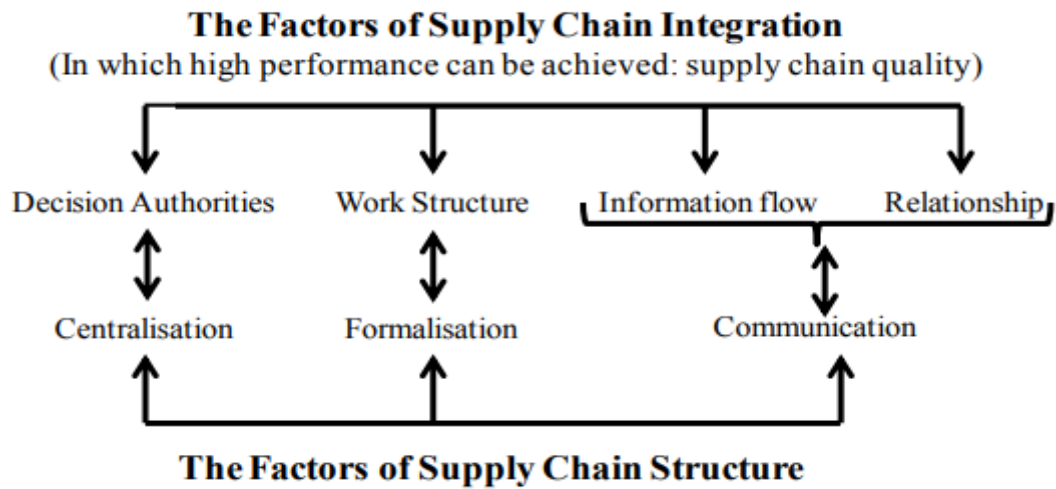 The Factors of Supply Chain Integration
(In which high performance can be achieved: supply chain quality)
Decision Authorities Work Structure Information flow Relationship
Centralisation Formalisation Communication
The Factors of Supply Chain Structure